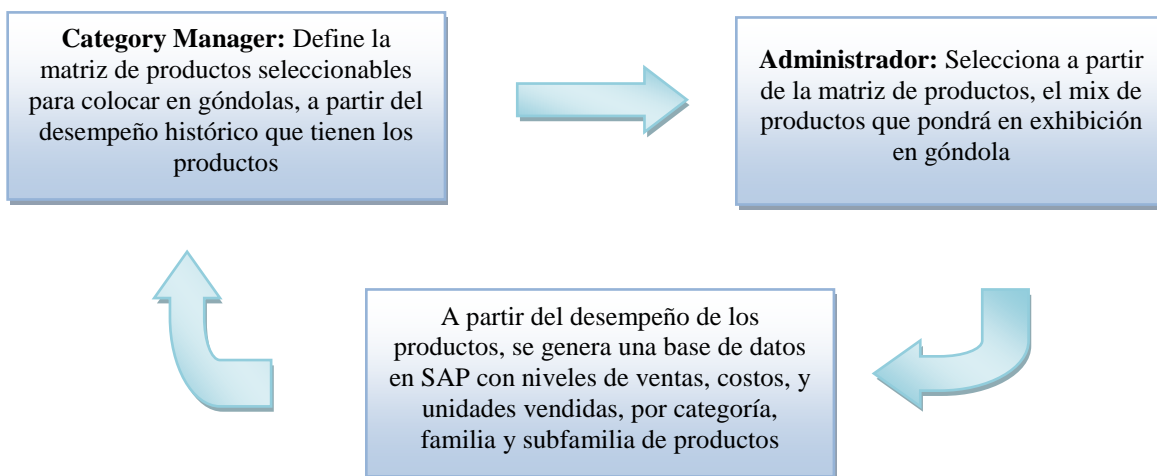 Category Manager: Define la
matriz de productos seleccionables
para colocar en góndolas, a partir del
desempeño histórico que tienen los
productos
Administrador: Selecciona a partir
de la matriz de productos, el mix de
productos que pondrá en exhibición
en góndola
A partir del desempeño de los
productos, se genera una base de datos
en SAP con niveles de ventas, costos, y
unidades vendidas, por categoría,
familia y subfamilia de productos